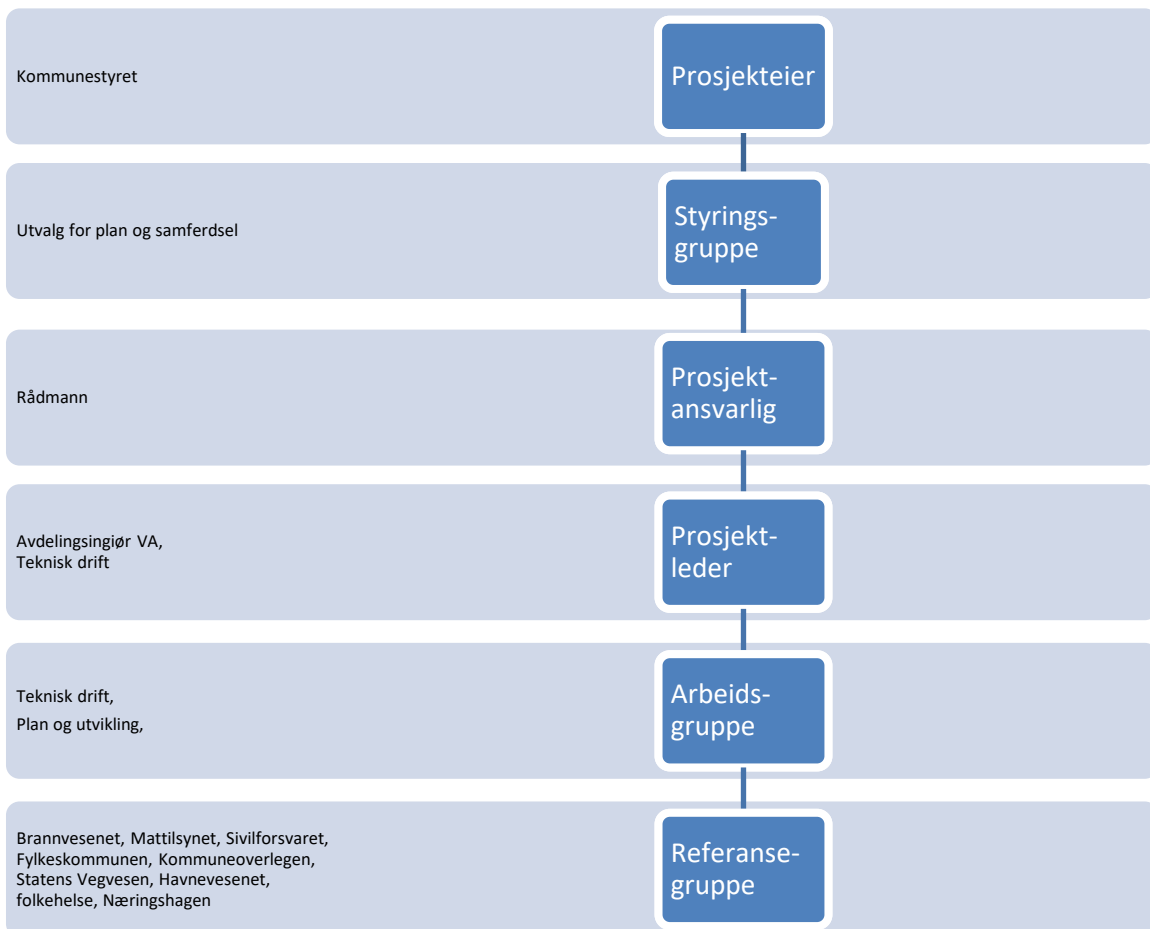 Kommunestyret
Prosjekteier
Utvalg for plan og samferdsel
Styrings-
gruppe
Rådmann
Prosjekt-
ansvarlig
Avdelingsingiør VA,
Teknisk drift
Prosjekt-
leder
Teknisk drift,
Plan og utvikling,
Arbeids-
gruppe
Brannvesenet, Mattilsynet, Sivilforsvaret,
Fylkeskommunen, Kommuneoverlegen,
Statens Vegvesen, Havnevesenet,
folkehelse, Næringshagen
Referanse-
gruppe